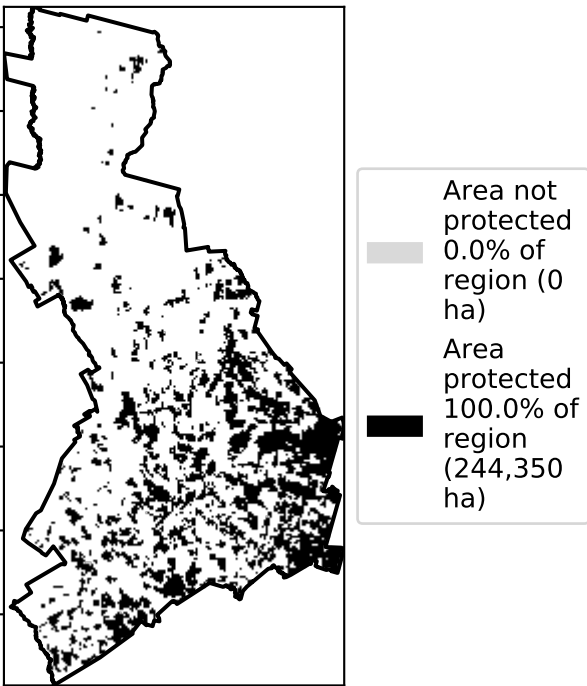 Area not
protected
0.0% of
region (0
ha)
Area
protected
100.0% of
region
(244,350
ha)